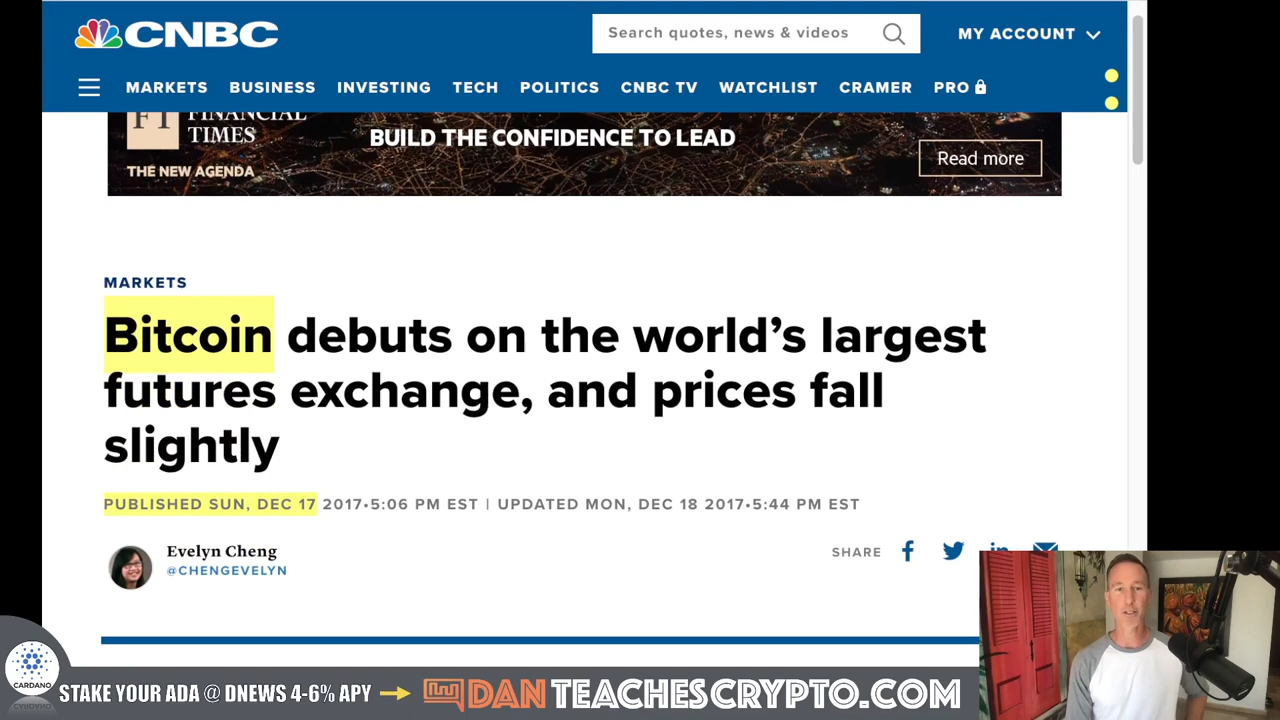 CNBC
Search quotes, news & videos
MY ACCOUNT
MARKETS BUSINESS INVESTING TECH POLITICS CNBC TV WATCHLIST CRAMER PRO
FT FINANCIAL
TIMES
THE NEW AGENDA
BUILD THE CONFIDENCE TO LEAD
Read more
MARKETS
Bitcoin debuts on the world’s largest
futures exchange, and prices fall
slightly
PUBLISHED SUN, DEC 17 2017•5:06 PM EST | UPDATED MON, DEC 18 2017•5:44 PM EST
Evelyn Cheng
@CHENGEVELYN
SHARE
CARDANO
STAKE YOUR ADA @ DNEWS 4-6% APY
DANTEACHESCRYPTO.COM